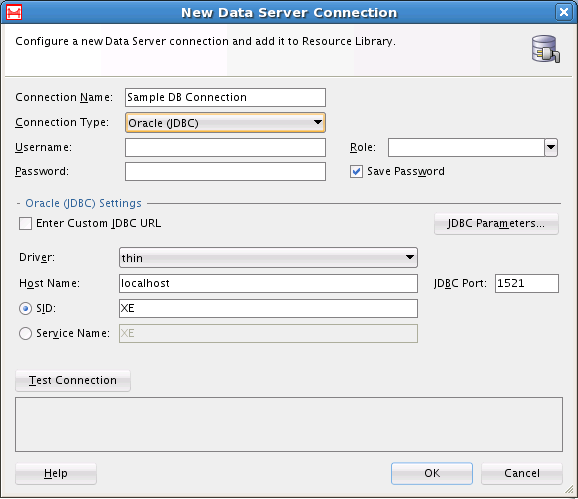 New Data Server Connection
Configure a new Data Server connection and add it to Resource Library.
Connection Name: Sample DB Connection
Connection Type: Oracle (JDBC)
Username: Role:
Password: Save Password
Oracle (JDBC) Settings
Enter Custom JDBC URL JDBC Parameters...
Driver: thin
Host Name: localhost JDBC Port: 1521
SID: XE
Service Name: XE
Test Connection
Help OK Cancel